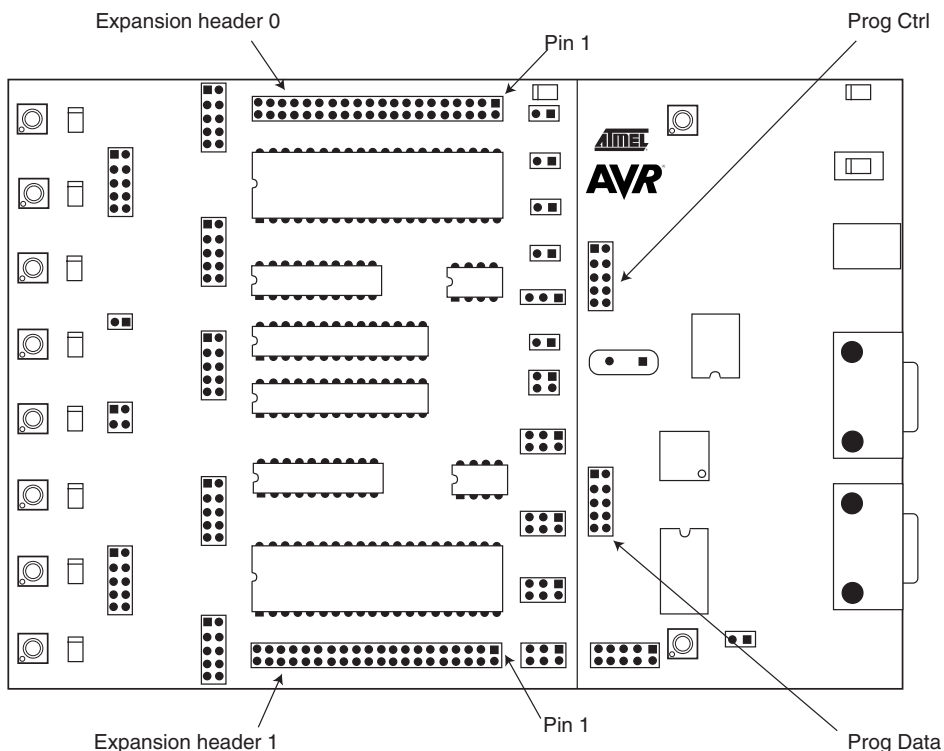 Expansion header 0
Pin 1
Prog Ctrl
ATMEL
AVR®
Pin 1
Expansion header 1
Prog Data